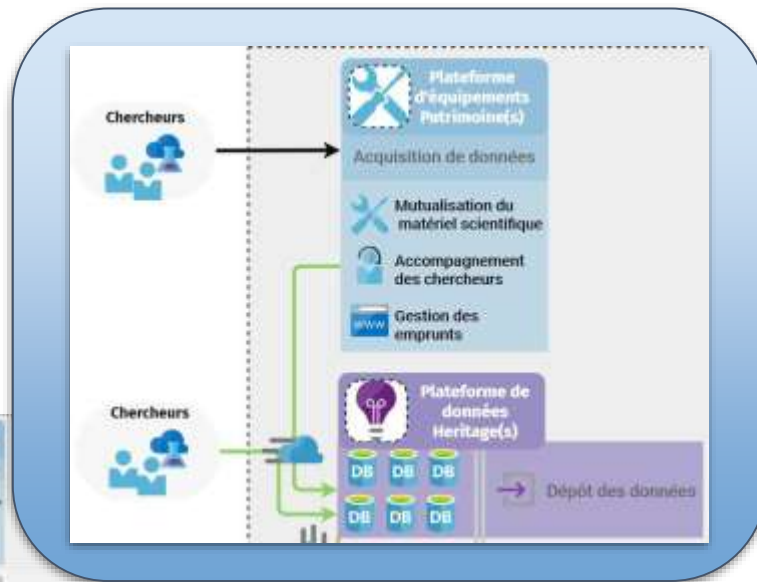 Plateforme
d'équipements
Patrimoine(s)
Chercheurs
Acquisition de données
Mutualisation du
matériel scientifique
Accompagnement
des chercheurs
www
Gestion des
emprunts
Chercheurs
Plateforme de
données
Heritage(s)
DB DB DB
DB DB DB
Dépôt des données